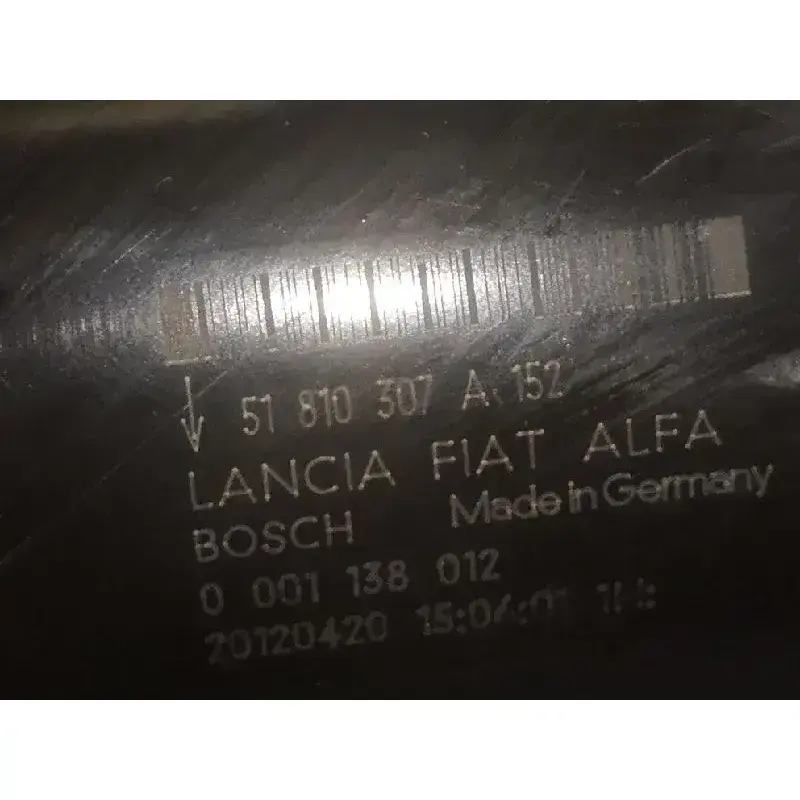 51 810 307 A 152
LANCIA FIAT ALFA
BOSCH Made in Germany
0 001 138 012
20120420